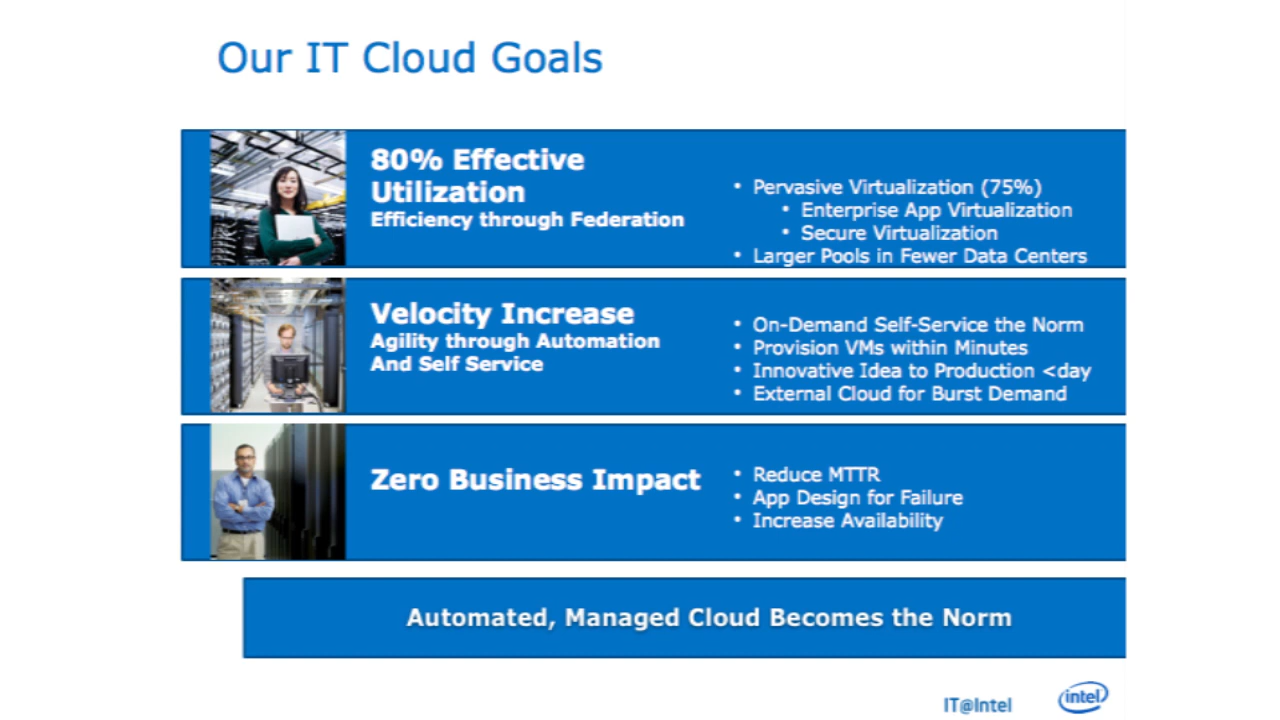 Our IT Cloud Goals
80% Effective
Utilization
Efficiency through Federation
• Pervasive Virtualization (75%)
• Enterprise App Virtualization
• Secure Virtualization
• Larger Pools in Fewer Data Centers
Velocity Increase
Agility through Automation
And Self Service
• On-Demand Self-Service the Norm
• Provision VMs within Minutes
• Innovative Idea to Production <day
• External Cloud for Burst Demand
Zero Business Impact
• Reduce MTTR
• App Design for Failure
• Increase Availability
Automated, Managed Cloud Becomes the Norm
IT@Intel
intel